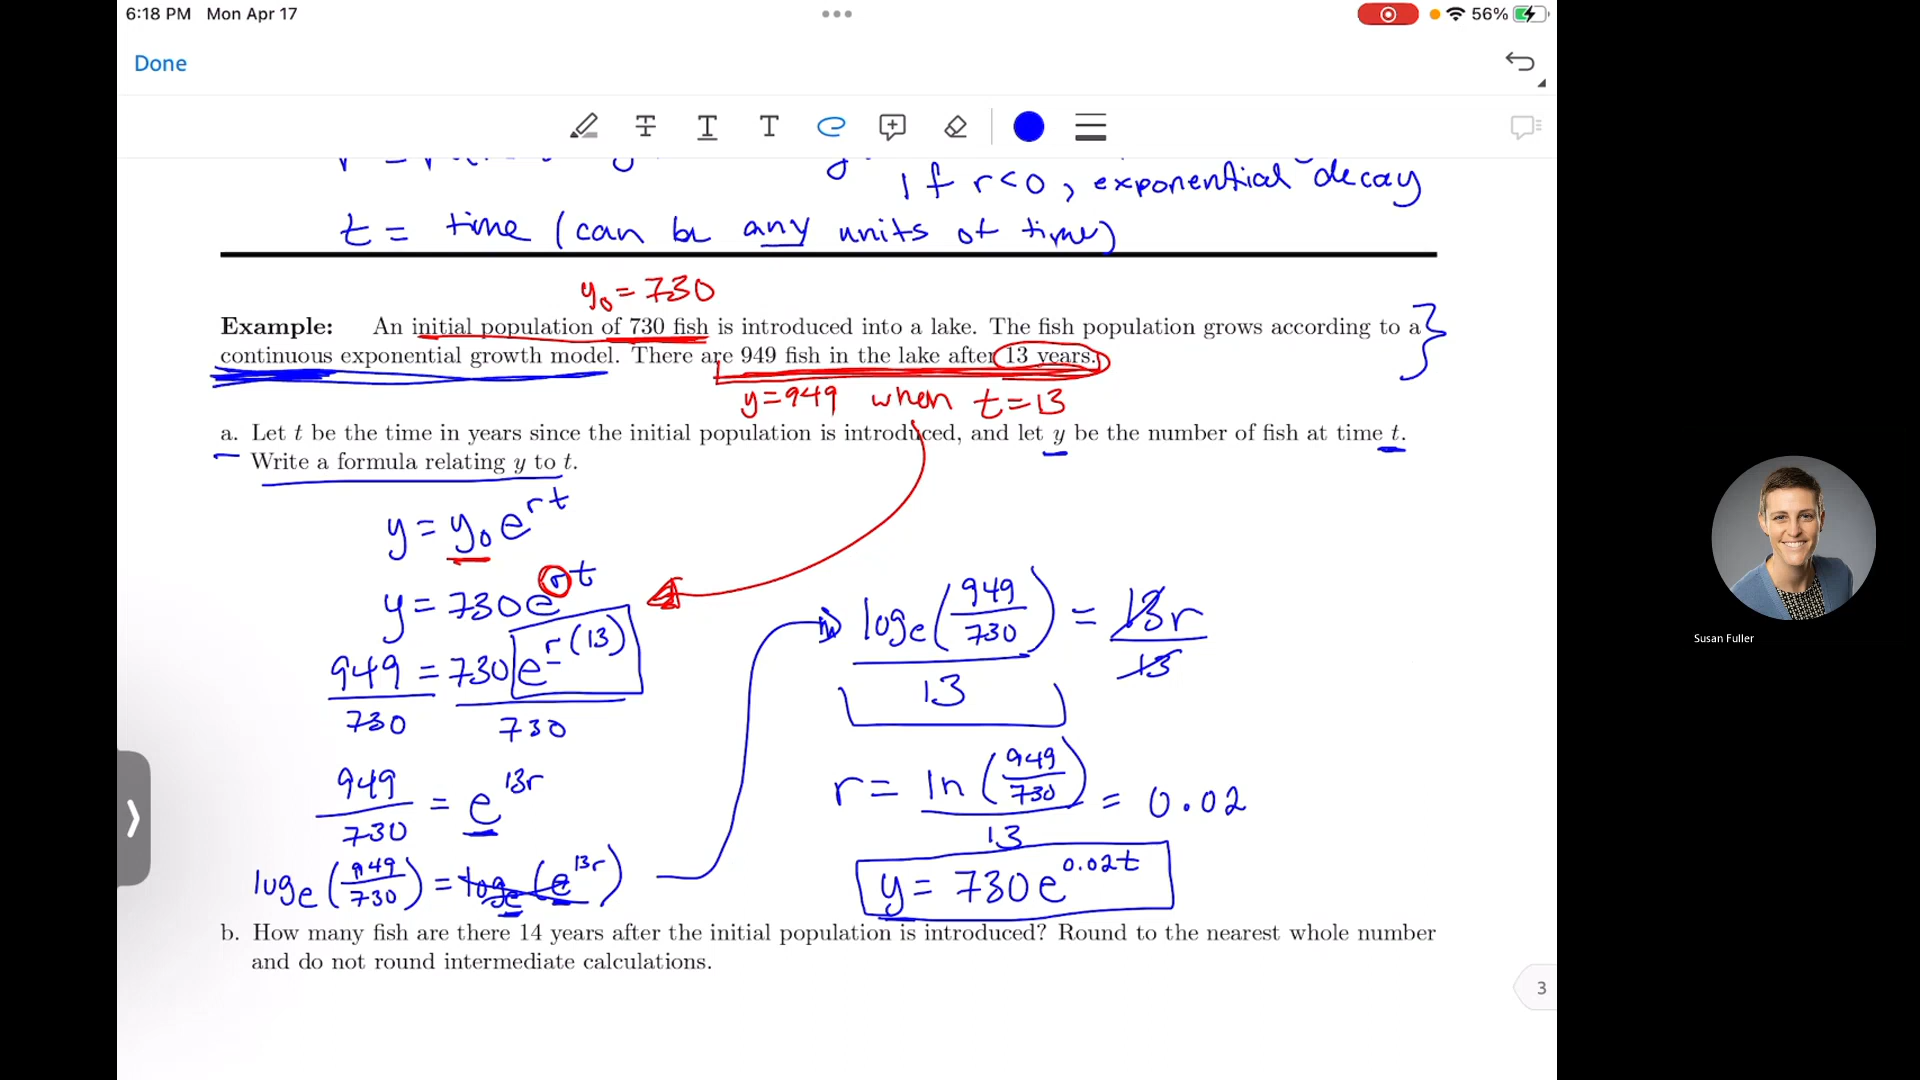 6:18 PM Mon Apr 17
56%
Done
T T T
if r<0, exponential decay
t = time (can be any units of time)
y₀ = 730
Example: An initial population of 730 fish is introduced into a lake. The fish population grows according to a
continuous exponential growth model. There are 949 fish in the lake after 13 years.
y=949 when t=13
a. Let t be the time in years since the initial population is introduced, and let y be the number of fish at time t.
Write a formula relating y to t.
y = y₀e^rt
y = 730e^rt
949 = 730e^r(13)
730 730
949/730 = e^13r
logₑ(949/730) = logₑ(e^13r)
logₑ(949/730) = 13r
13 13
r = ln(949/730) = 0.02
13
y = 730e^0.02t
b. How many fish are there 14 years after the initial population is introduced? Round to the nearest whole number
and do not round intermediate calculations.
3
Susan Fuller